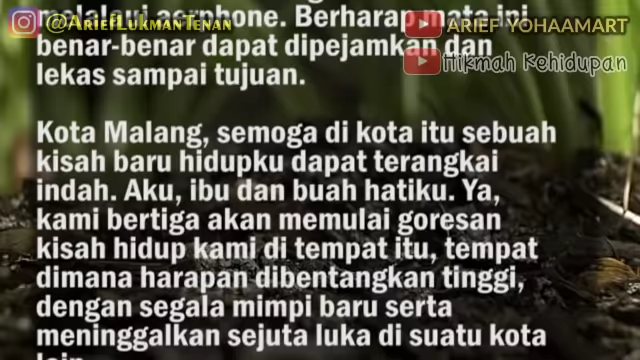 @AriefLukmanTenan
ARIEF YOHAAMART
Hikmah Kehidupan
melalaui aerphone. Berharap mata ini
benar-benar dapat dipejamkan dan
lekas sampai tujuan.
Kota Malang, semoga di kota itu sebuah
kisah baru hidupku dapat terangkai
indah. Aku, ibu dan buah hatiku. Ya,
kami bertiga akan memulai goresan
kisah hidup kami di tempat itu, tempat
dimana harapan dibentangkan tinggi,
dengan segala mimpi baru serta
meninggalkan sejuta luka di suatu kota
lain.